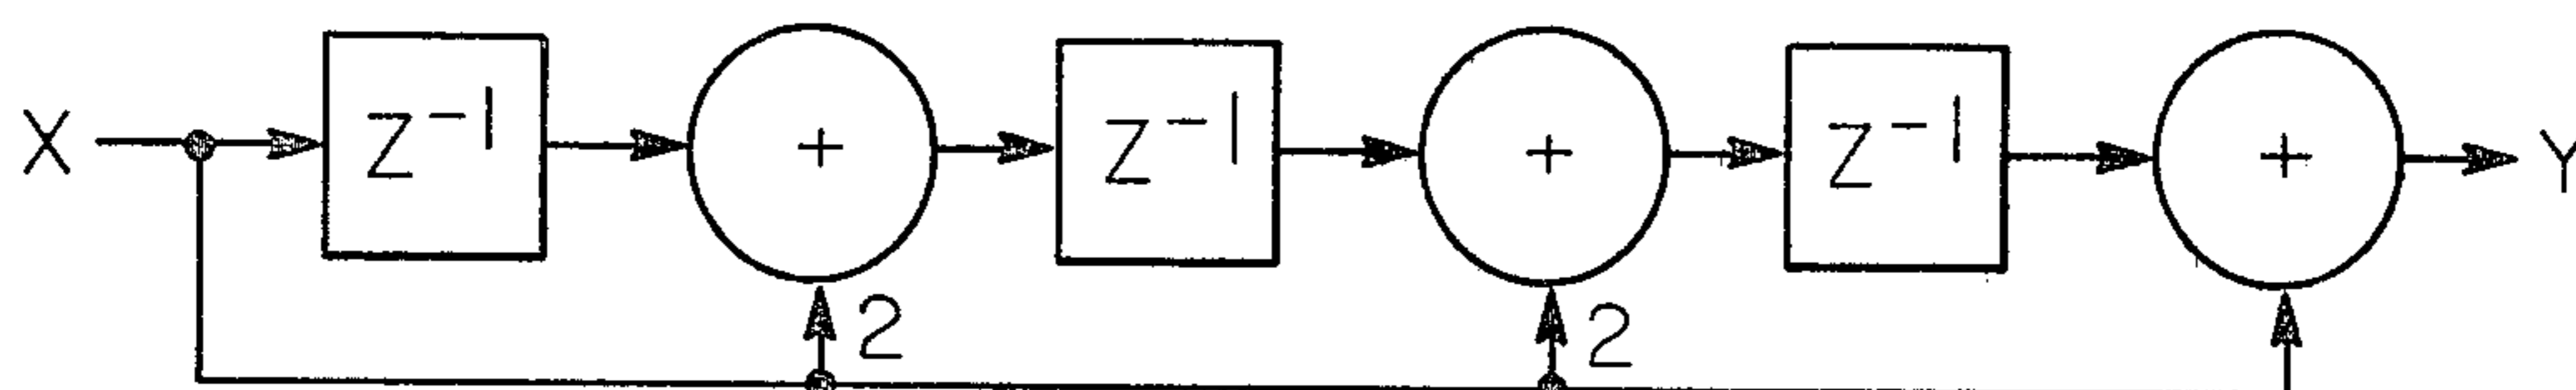 X Z⁻¹ + Z⁻¹ + Z⁻¹ + Y
2 2